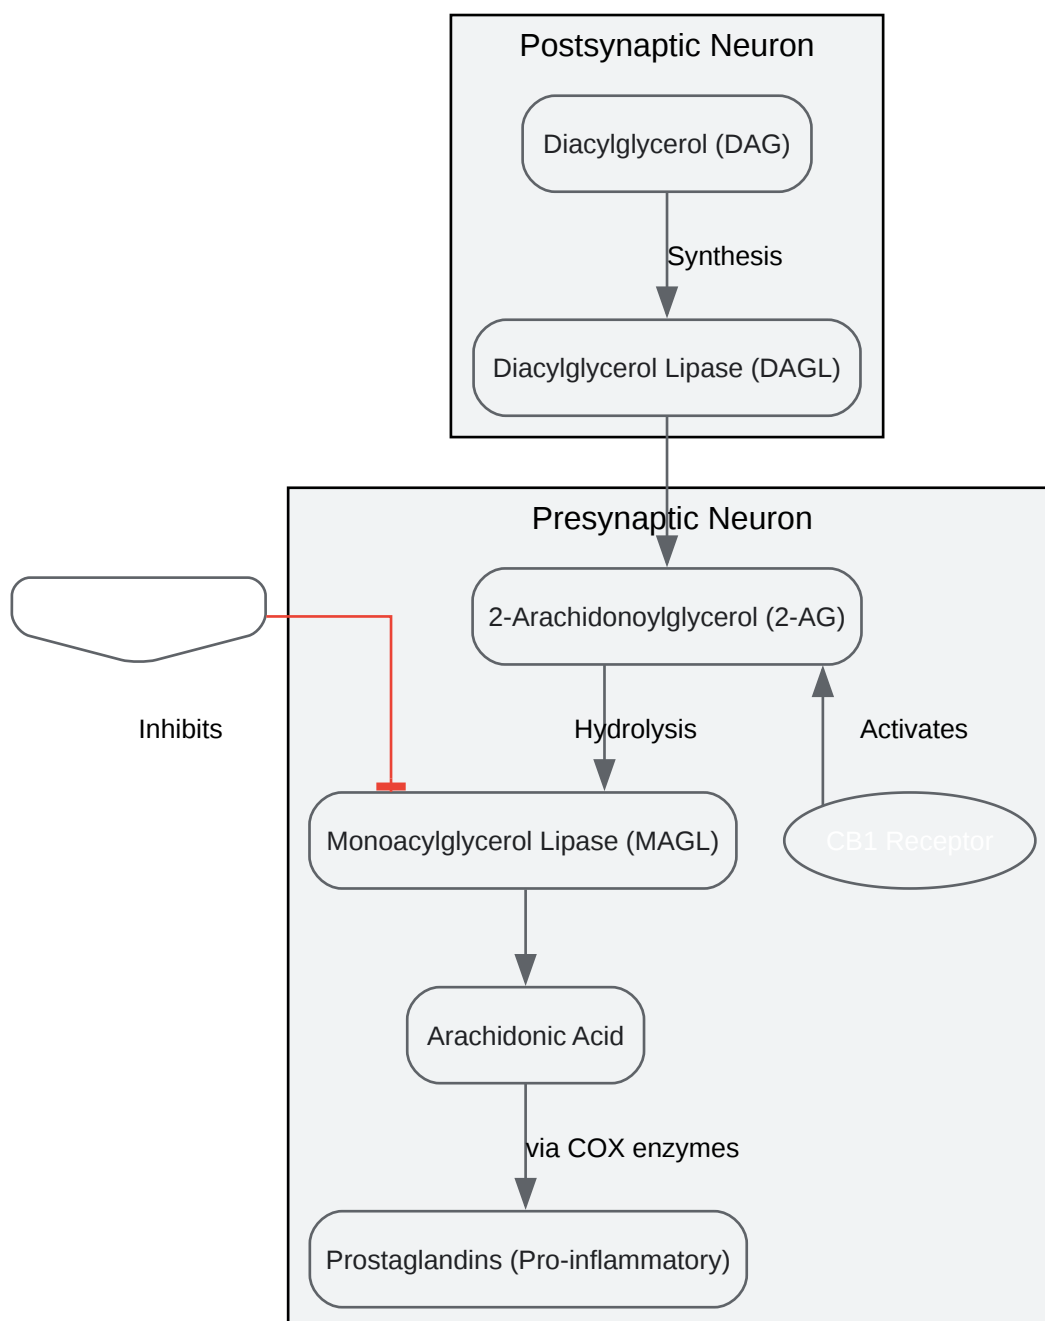 Postsynaptic Neuron
Diacylglycerol (DAG)
Synthesis
Diacylglycerol Lipase (DAGL)
Presynaptic Neuron
2-Arachidonoylglycerol (2-AG)
Inhibits
Hydrolysis
Activates
Monoacylglycerol Lipase (MAGL)
CB1 Receptor
Arachidonic Acid
via COX enzymes
Prostaglandins (Pro-inflammatory)